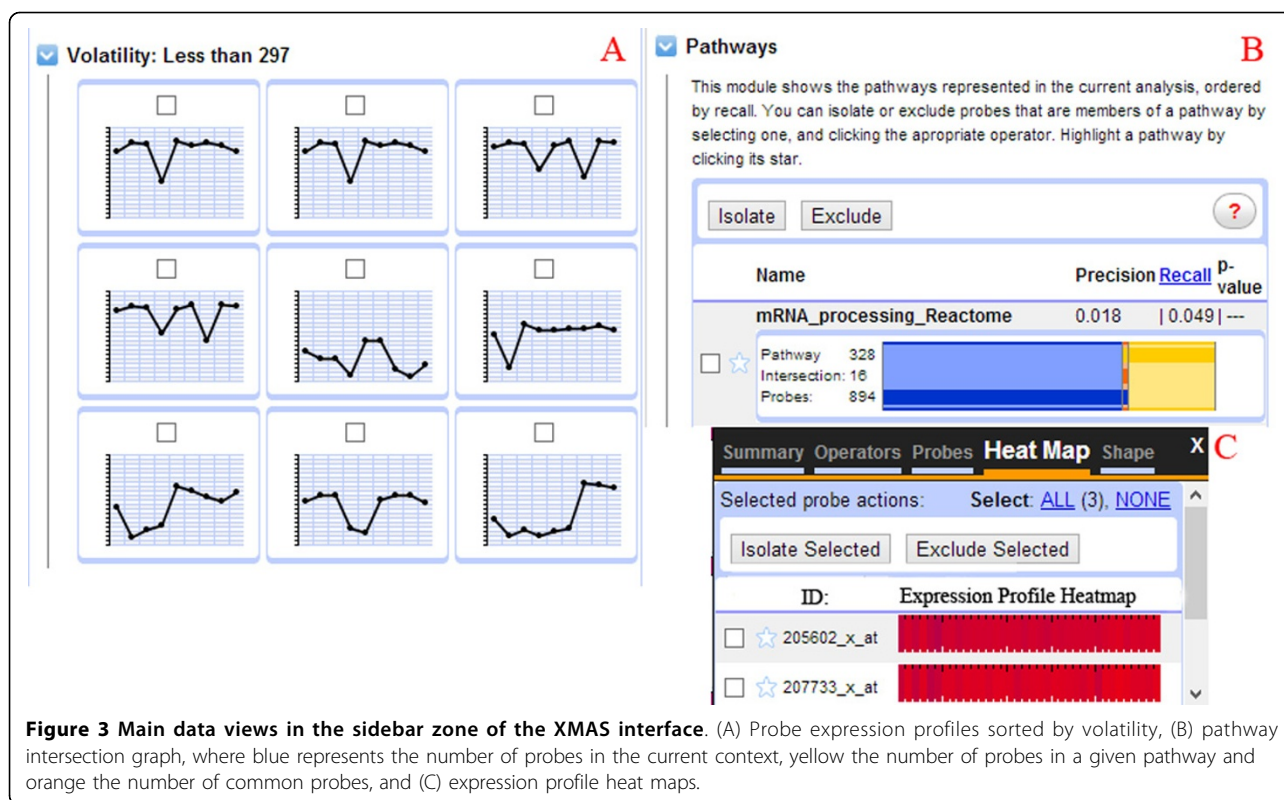 Volatility: Less than 297
A
Pathways
B
This module shows the pathways represented in the current analysis, ordered
by recall. You can isolate or exclude probes that are members of a pathway by
selecting one, and clicking the apropriate operator. Highlight a pathway by
clicking its star.
Isolate Exclude ?
Name Precision Recall p-value
mRNA_processing_Reactome 0.018 | 0.049 | ---
Pathway 328
Intersection: 16
Probes: 894
Summary Operators Probes Heat Map Shape X
C
Selected probe actions: Select: ALL (3), NONE
Isolate Selected Exclude Selected
ID: Expression Profile Heatmap
205602_x_at
207733_x_at
Figure 3 Main data views in the sidebar zone of the XMAS interface. (A) Probe expression profiles sorted by volatility, (B) pathway
intersection graph, where blue represents the number of probes in the current context, yellow the number of probes in a given pathway and
orange the number of common probes, and (C) expression profile heat maps.